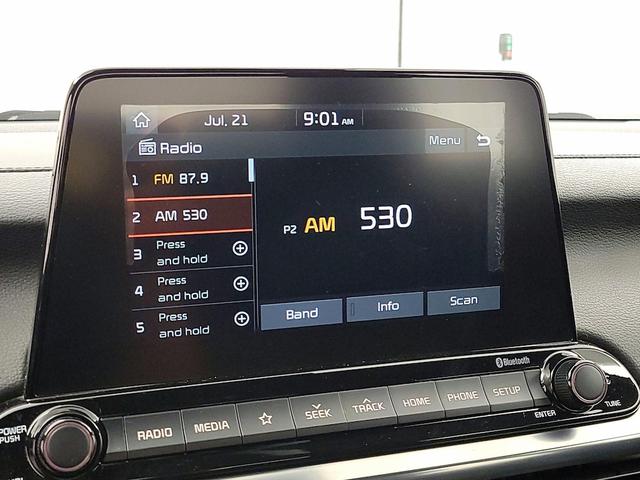 Jul. 21 9:01 AM
Radio Menu
1 FM 87.9
2 AM 530
3 Press and hold
4 Press and hold
5 Press and hold
P2 AM 530
Band Info Scan
Bluetooth
POWER
PUSH
RADIO MEDIA SEEK TRACK HOME PHONE SETUP
ENTER
TUNE